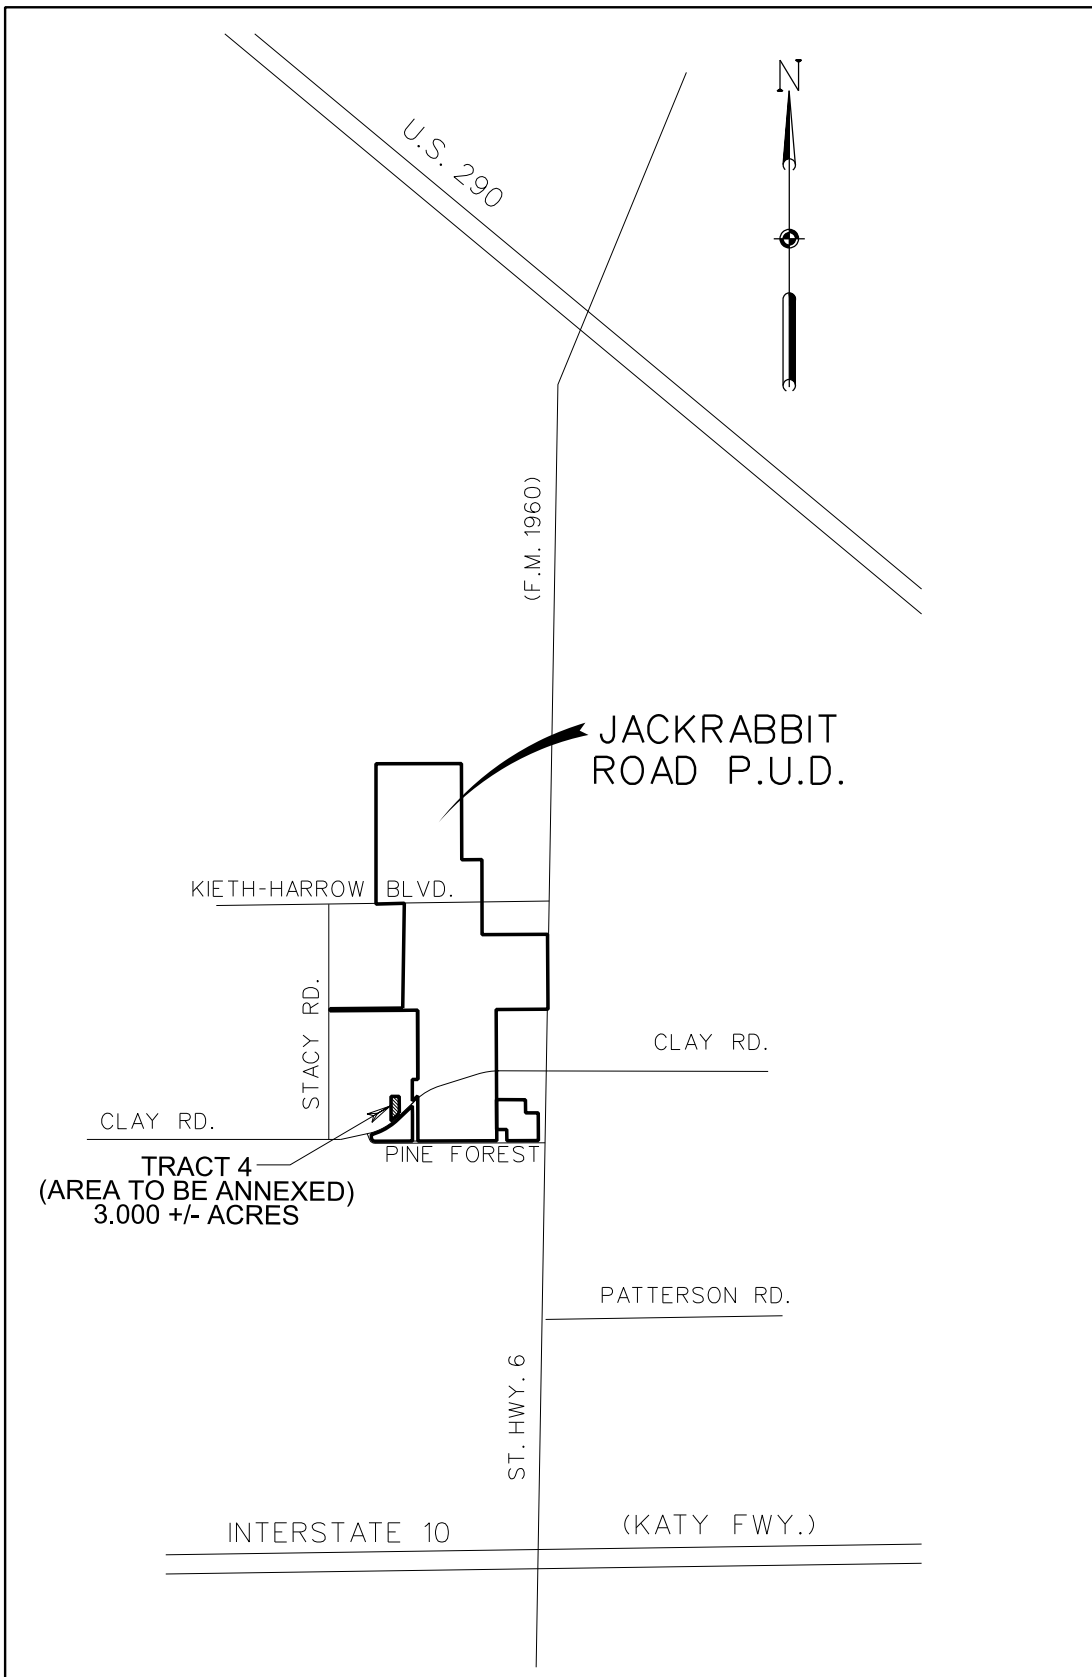 N
U.S. 290
(F.M. 1960)
JACKRABBIT
ROAD P.U.D.
KIETH-HARROW BLVD.
STACY RD.
CLAY RD.
CLAY RD.
PINE FOREST
TRACT 4
(AREA TO BE ANNEXED)
3.000 +/- ACRES
PATTERSON RD.
ST. HWY. 6
INTERSTATE 10
(KATY FWY.)